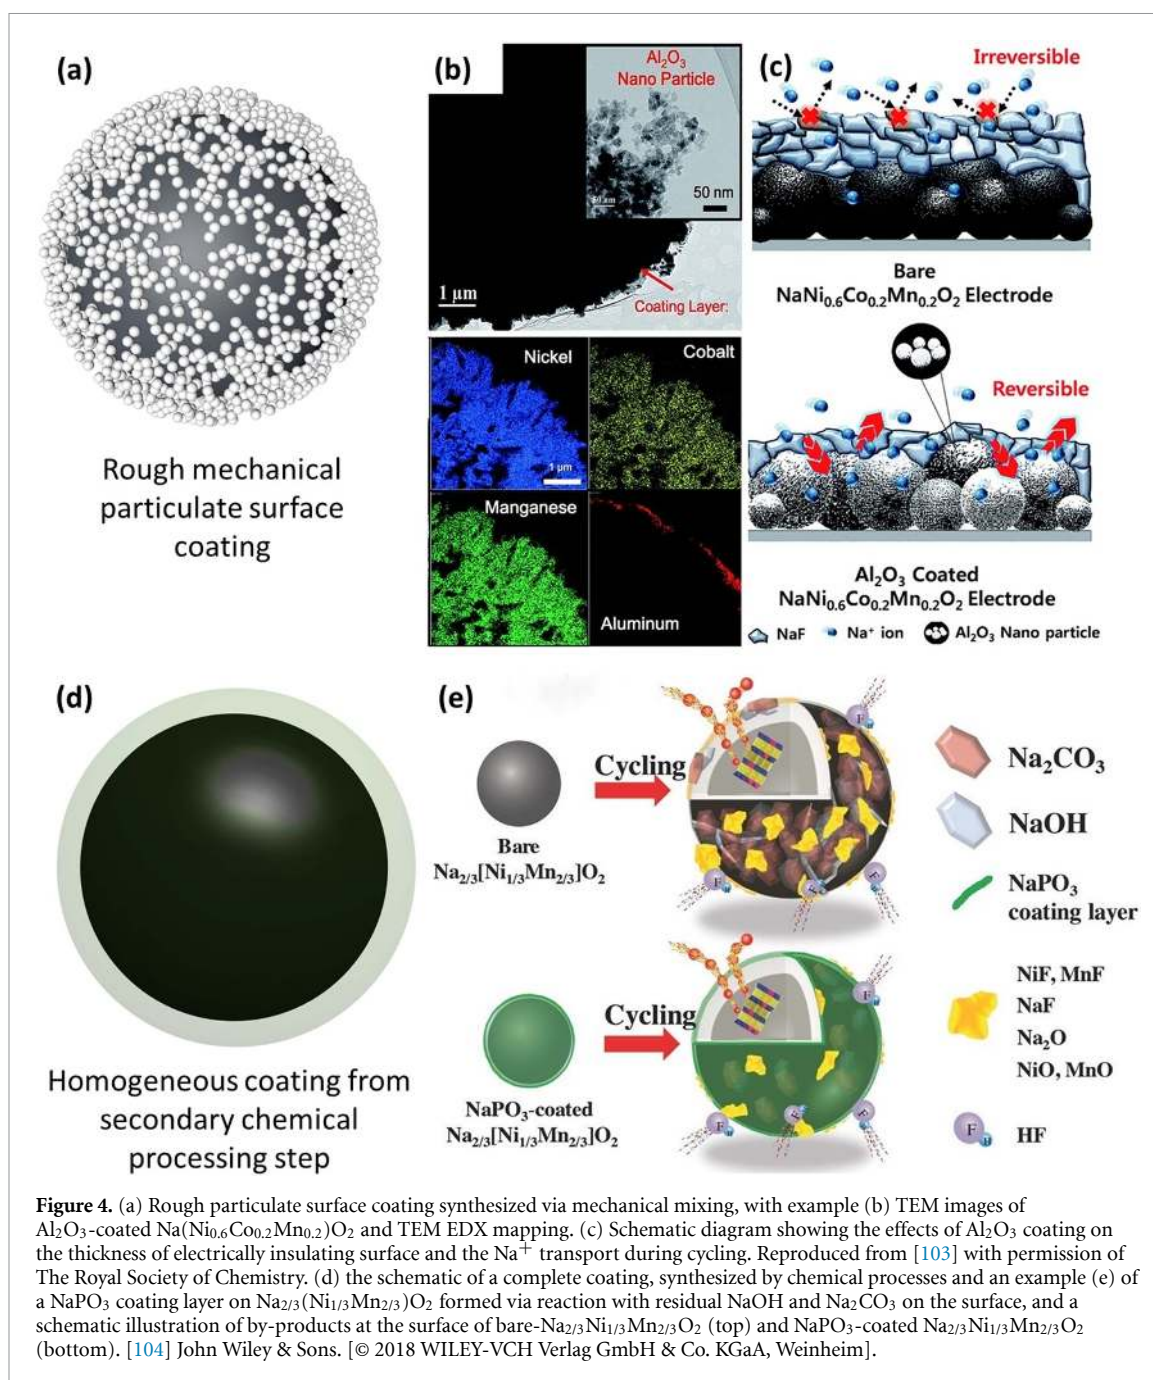 (a)
Rough mechanical
particulate surface
coating
(b)
Al₂O₃
Nano Particle
50 nm
1 µm
Coating Layer:
Nickel
1 µm
Cobalt
Manganese
Aluminum
(c)
Irreversible
Bare
NaNi₀.₆Co₀.₂Mn₀.₂O₂ Electrode
Reversible
Al₂O₃ Coated
NaNi₀.₆Co₀.₂Mn₀.₂O₂ Electrode
NaF
Na⁺ ion
Al₂O₃ Nano particle
(d)
Homogeneous coating from
secondary chemical
processing step
(e)
Bare
Na₂/₃[Ni₁/₃Mn₂/₃]O₂
Cycling
F
F
F
F
NaPO₃-coated
Na₂/₃[Ni₁/₃Mn₂/₃]O₂
Cycling
F
F
F
F
Na₂CO₃
NaOH
NaPO₃
coating layer
NiF, MnF
NaF
Na₂O
NiO, MnO
F H
HF
Figure 4. (a) Rough particulate surface coating synthesized via mechanical mixing, with example (b) TEM images of
Al₂O₃-coated Na(Ni₀.₆Co₀.₂Mn₀.₂)O₂ and TEM EDX mapping. (c) Schematic diagram showing the effects of Al₂O₃ coating on
the thickness of electrically insulating surface and the Na⁺ transport during cycling. Reproduced from [103] with permission of
The Royal Society of Chemistry. (d) the schematic of a complete coating, synthesized by chemical processes and an example (e) of
a NaPO₃ coating layer on Na₂/₃(Ni₁/₃Mn₂/₃)O₂ formed via reaction with residual NaOH and Na₂CO₃ on the surface, and a
schematic illustration of by-products at the surface of bare-Na₂/₃Ni₁/₃Mn₂/₃O₂ (top) and NaPO₃-coated Na₂/₃Ni₁/₃Mn₂/₃O₂
(bottom). [104] John Wiley & Sons. [© 2018 WILEY-VCH Verlag GmbH & Co. KGaA, Weinheim].